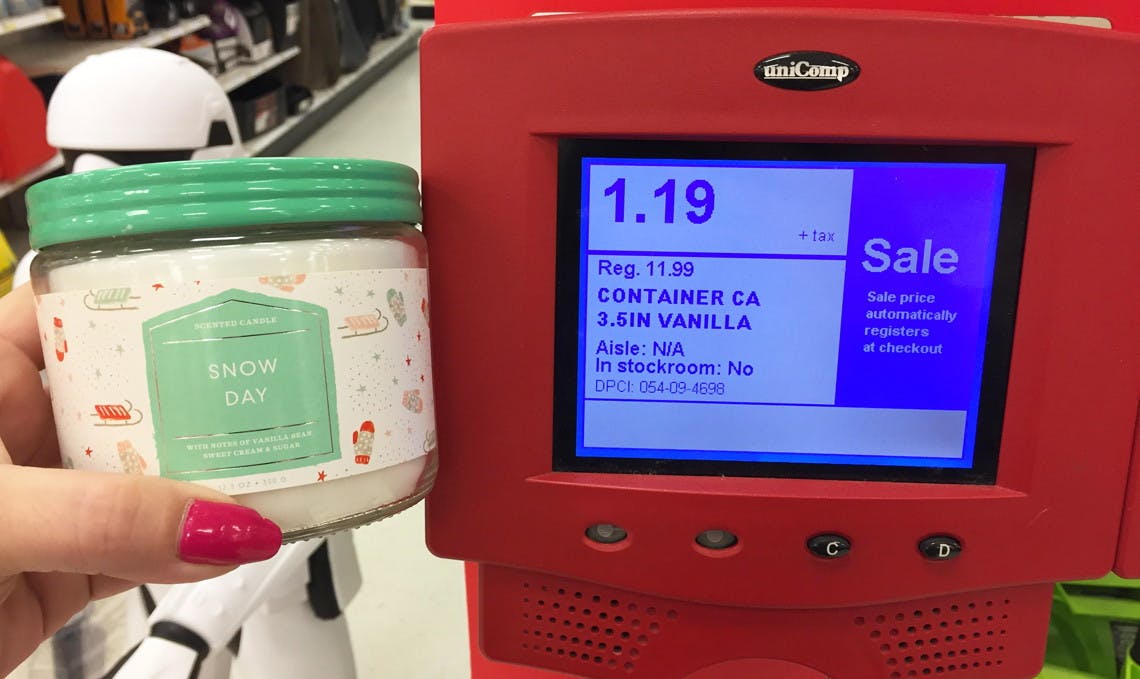 SCENTED CANDLE
SNOW
DAY
WITH NOTES OF VANILLA BEAN
SWEET CREAM & SUGAR
uniComp
1.19
+ tax
Reg. 11.99
CONTAINER CA
3.5IN VANILLA
Aisle: N/A
In stockroom: No
DPCI: 054-09-4698
Sale
Sale price
automatically
registers
at checkout
C
D